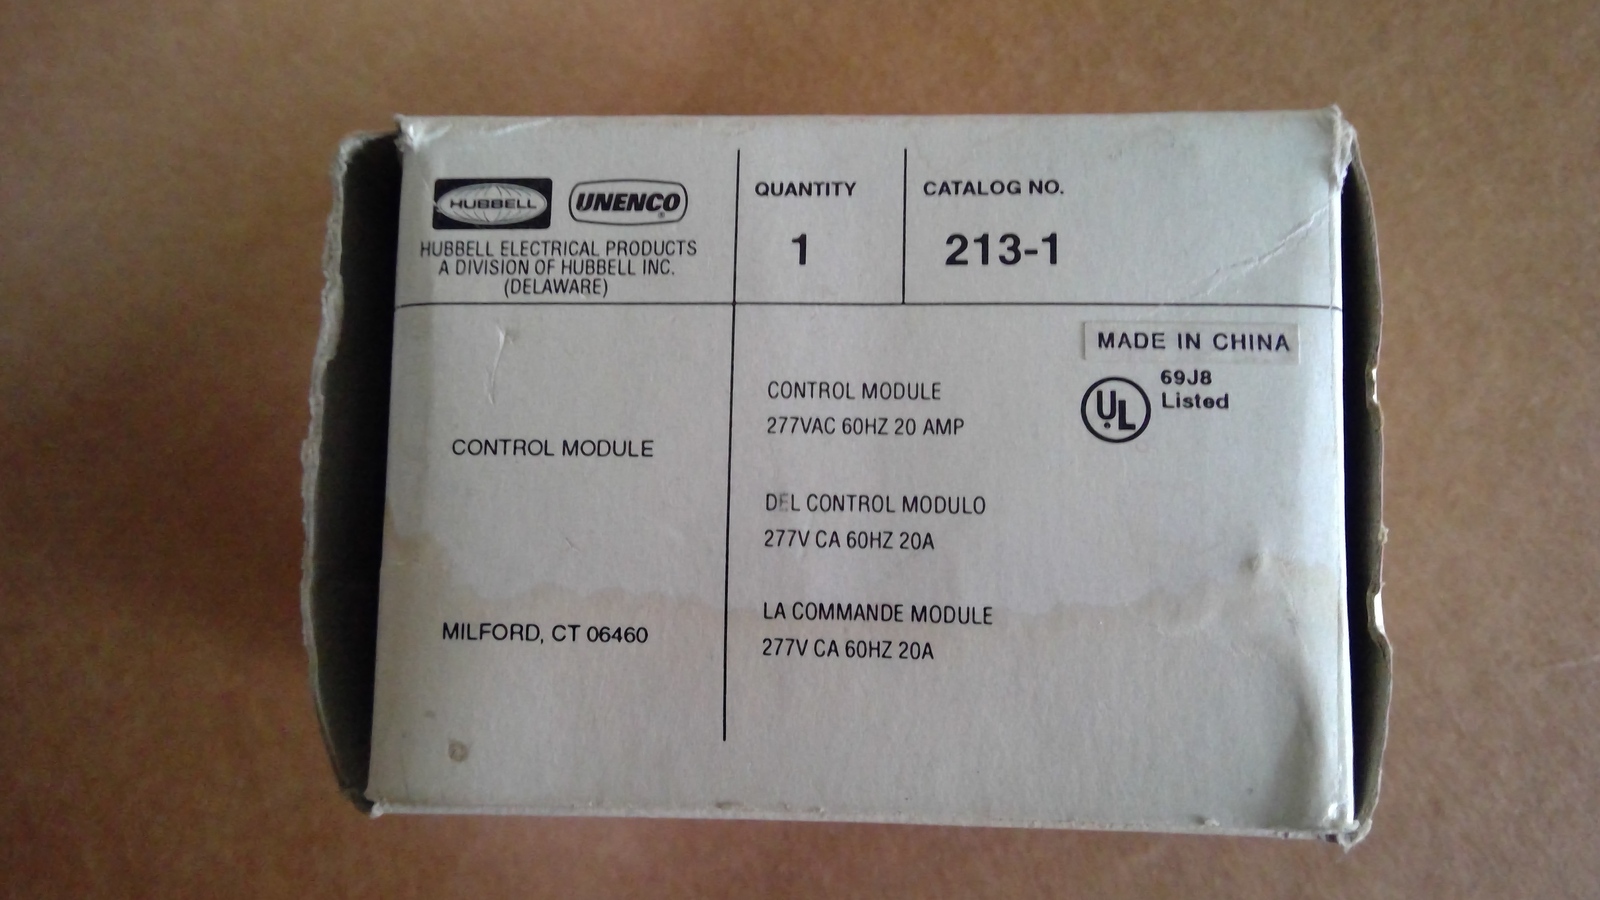 HUBBELL
UNENCO®
HUBBELL ELECTRICAL PRODUCTS
A DIVISION OF HUBBELL INC.
(DELAWARE)
QUANTITY
1
CATALOG NO.
213-1
CONTROL MODULE
MILFORD, CT 06460
CONTROL MODULE
277VAC 60HZ 20 AMP
DEL CONTROL MODULO
277V CA 60HZ 20A
LA COMMANDE MODULE
277V CA 60HZ 20A
MADE IN CHINA
UL
69J8
Listed